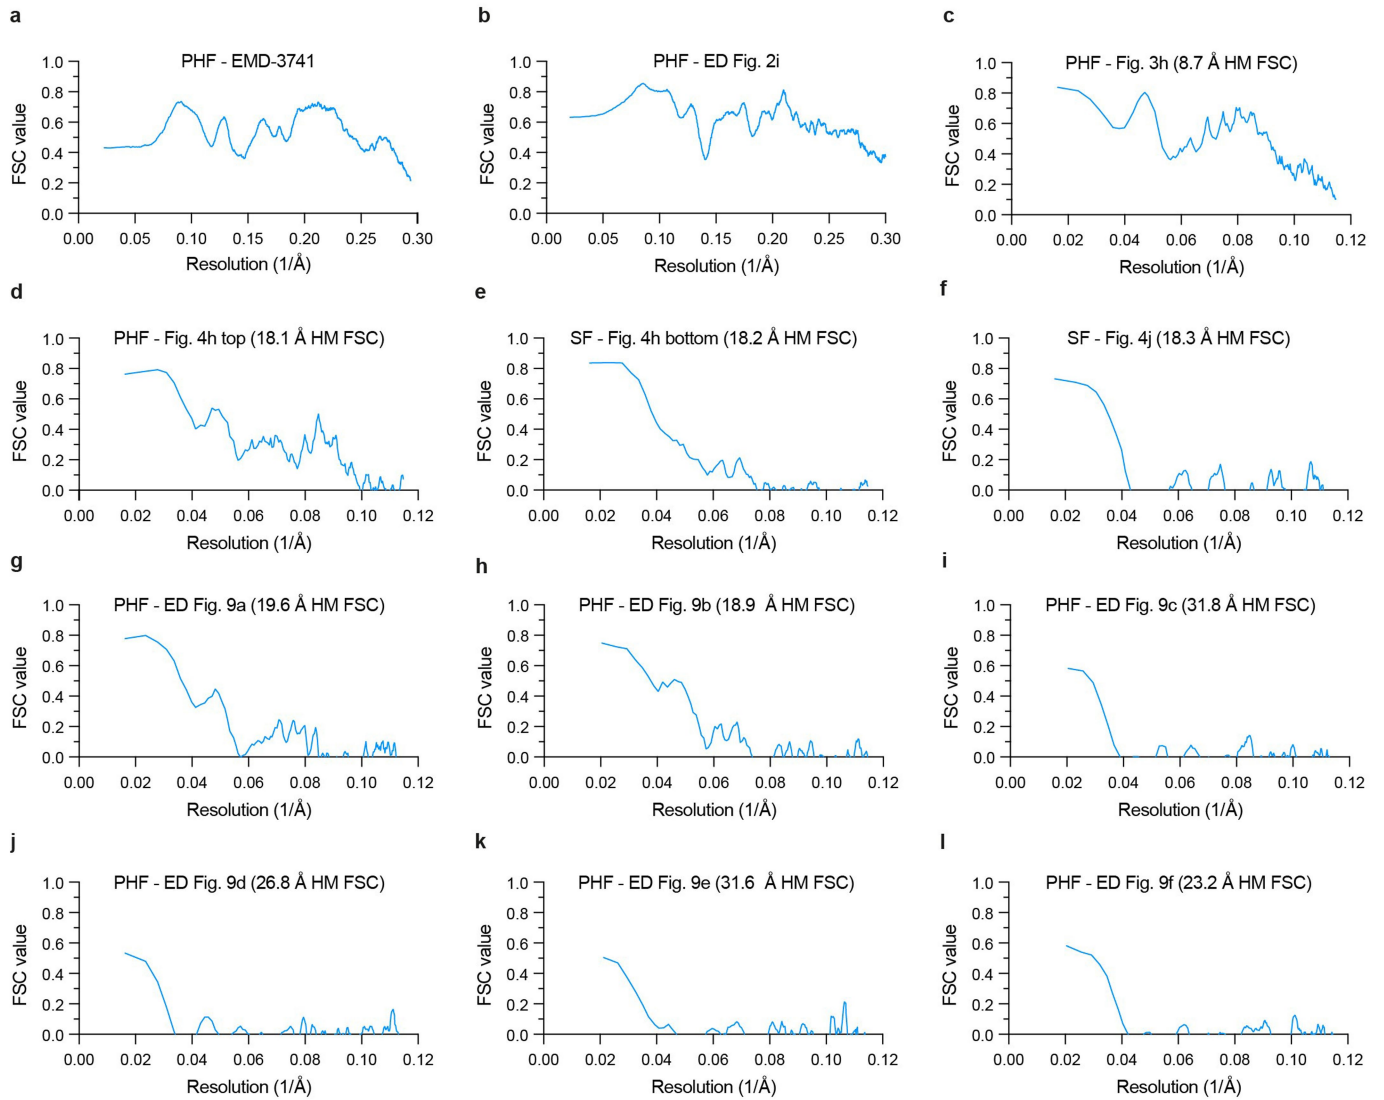 a
PHF - EMD-3741
FSC value
1.0
0.8
0.6
0.4
0.2
0.0
0.00 0.05 0.10 0.15 0.20 0.25 0.30
Resolution (1/Å)
b
PHF - ED Fig. 2i
FSC value
1.0
0.8
0.6
0.4
0.2
0.0
0.00 0.05 0.10 0.15 0.20 0.25 0.30
Resolution (1/Å)
c
PHF - Fig. 3h (8.7 Å HM FSC)
FSC value
1.0
0.8
0.6
0.4
0.2
0.0
0.00 0.02 0.04 0.06 0.08 0.10 0.12
Resolution (1/Å)
d
PHF - Fig. 4h top (18.1 Å HM FSC)
FSC value
1.0
0.8
0.6
0.4
0.2
0.0
0.00 0.02 0.04 0.06 0.08 0.10 0.12
Resolution (1/Å)
e
SF - Fig. 4h bottom (18.2 Å HM FSC)
FSC value
1.0
0.8
0.6
0.4
0.2
0.0
0.00 0.02 0.04 0.06 0.08 0.10 0.12
Resolution (1/Å)
f
SF - Fig. 4j (18.3 Å HM FSC)
FSC value
1.0
0.8
0.6
0.4
0.2
0.0
0.00 0.02 0.04 0.06 0.08 0.10 0.12
Resolution (1/Å)
g
PHF - ED Fig. 9a (19.6 Å HM FSC)
FSC value
1.0
0.8
0.6
0.4
0.2
0.0
0.00 0.02 0.04 0.06 0.08 0.10 0.12
Resolution (1/Å)
h
PHF - ED Fig. 9b (18.9 Å HM FSC)
FSC value
1.0
0.8
0.6
0.4
0.2
0.0
0.00 0.02 0.04 0.06 0.08 0.10 0.12
Resolution (1/Å)
i
PHF - ED Fig. 9c (31.8 Å HM FSC)
FSC value
1.0
0.8
0.6
0.4
0.2
0.0
0.00 0.02 0.04 0.06 0.08 0.10 0.12
Resolution (1/Å)
j
PHF - ED Fig. 9d (26.8 Å HM FSC)
FSC value
1.0
0.8
0.6
0.4
0.2
0.0
0.00 0.02 0.04 0.06 0.08 0.10 0.12
Resolution (1/Å)
k
PHF - ED Fig. 9e (31.6 Å HM FSC)
FSC value
1.0
0.8
0.6
0.4
0.2
0.0
0.00 0.02 0.04 0.06 0.08 0.10 0.12
Resolution (1/Å)
l
PHF - ED Fig. 9f (23.2 Å HM FSC)
FSC value
1.0
0.8
0.6
0.4
0.2
0.0
0.00 0.02 0.04 0.06 0.08 0.10 0.12
Resolution (1/Å)